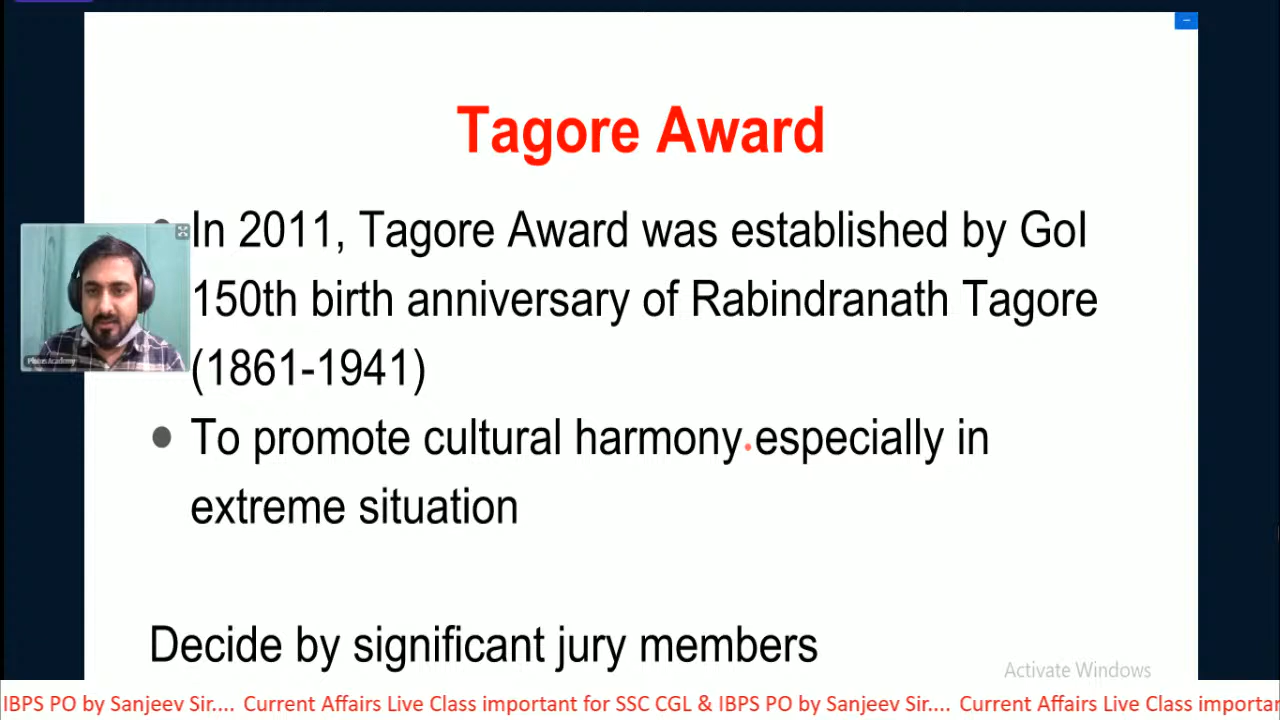 Tagore Award
In 2011, Tagore Award was established by GoI
150th birth anniversary of Rabindranath Tagore
(1861-1941)
To promote cultural harmony especially in
extreme situation
Decide by significant jury members
Activate Windows
IBPS PO by Sanjeev Sir.... Current Affairs Live Class important for SSC CGL & IBPS PO by Sanjeev Sir.... Current Affairs Live Class importa